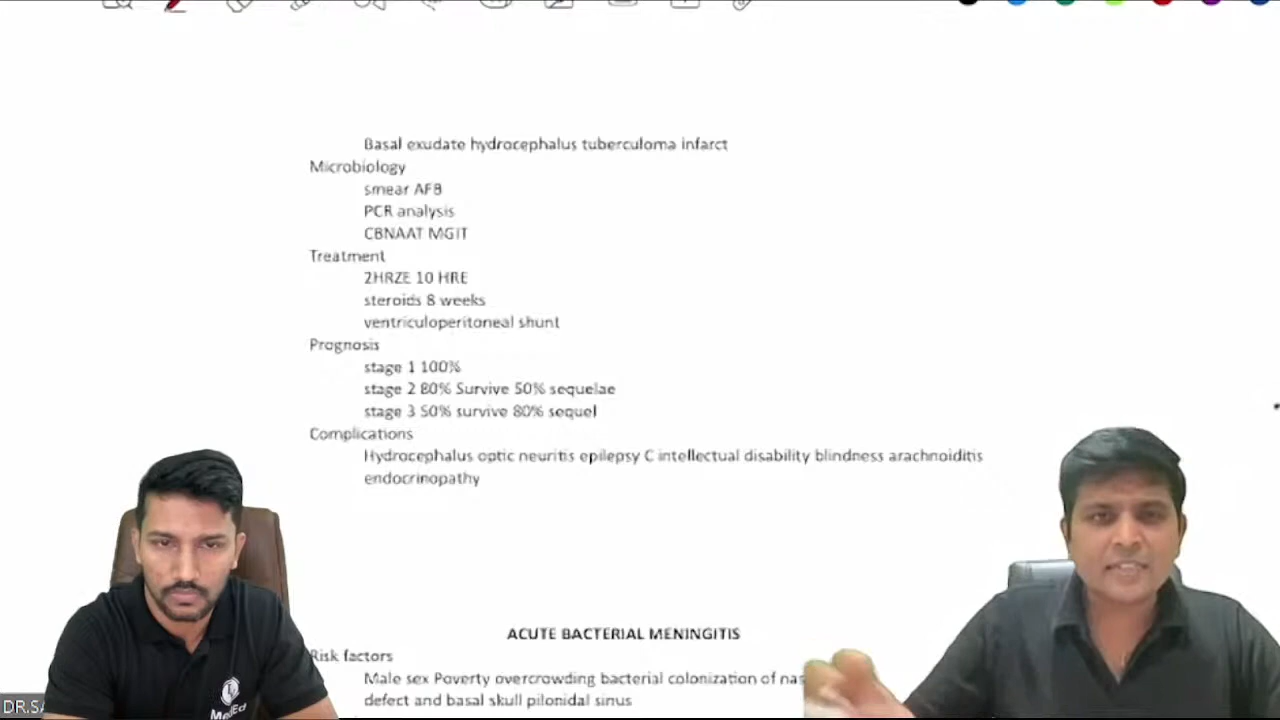 Basal exudate hydrocephalus tuberculoma infarct
Microbiology
smear AFB
PCR analysis
CBNAAT MGIT
Treatment
2HRZE 10 HRE
steroids 8 weeks
ventriculoperitoneal shunt
Prognosis
stage 1 100%
stage 2 80% Survive 50% sequelae
stage 3 50% survive 80% sequel
Complications
Hydrocephalus optic neuritis epilepsy C intellectual disability blindness arachnoiditis
endocrinopathy
ACUTE BACTERIAL MENINGITIS
Risk factors
Male sex Poverty overcrowding bacterial colonization of
defect and basal skull pilonidal sinus
MedEd